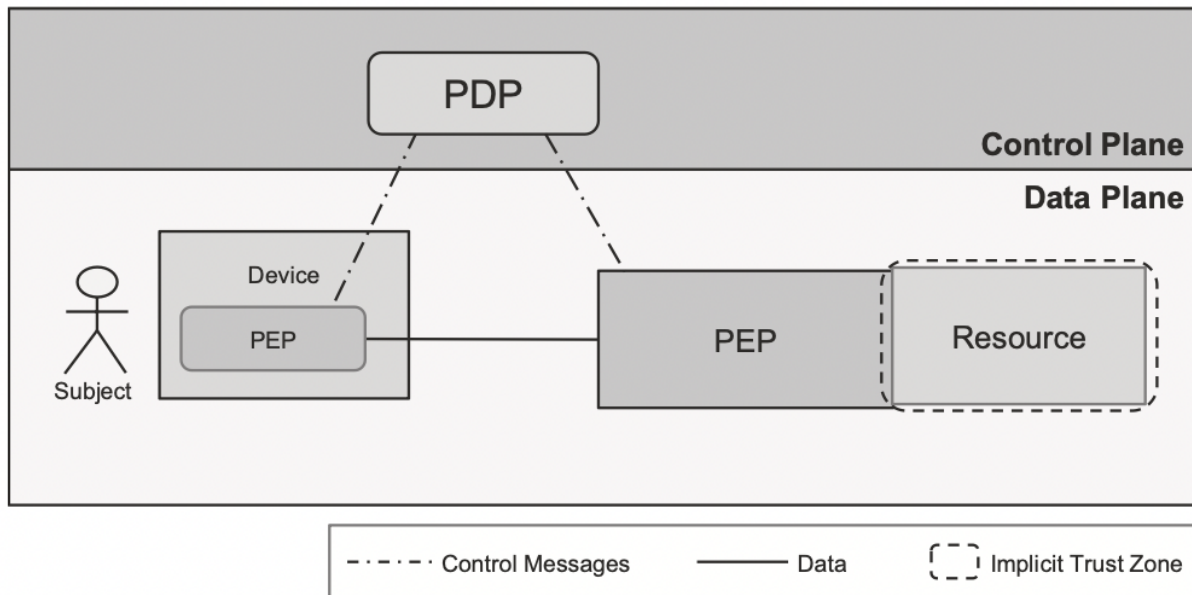 PDP
Control Plane
Data Plane
Device
PEP
PEP
Resource
Subject
Control Messages
Data
Implicit Trust Zone